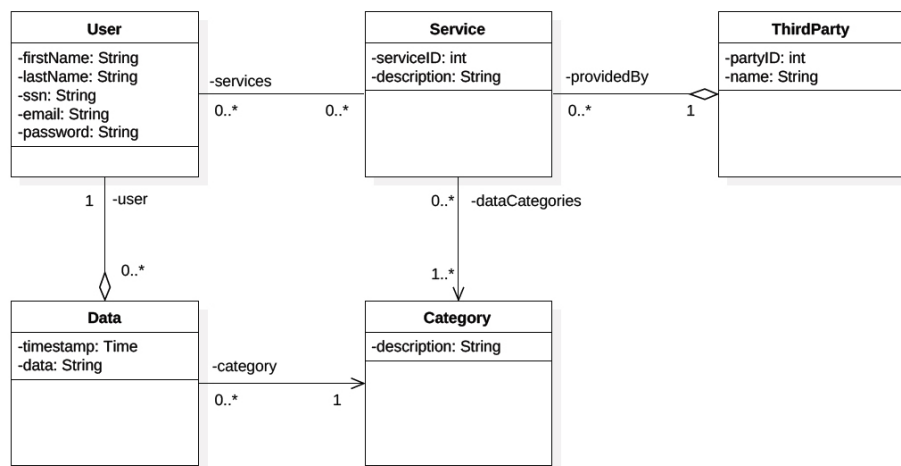 User
-firstName: String
-lastName: String
-ssn: String
-email: String
-password: String
-services
0..*
0..*
Service
-serviceID: int
-description: String
-providedBy
0..*
1
ThirdParty
-partyID: int
-name: String
1
-user
0..*
0..*
-dataCategories
1..*
Data
-timestamp: Time
-data: String
-category
0..*
1
Category
-description: String